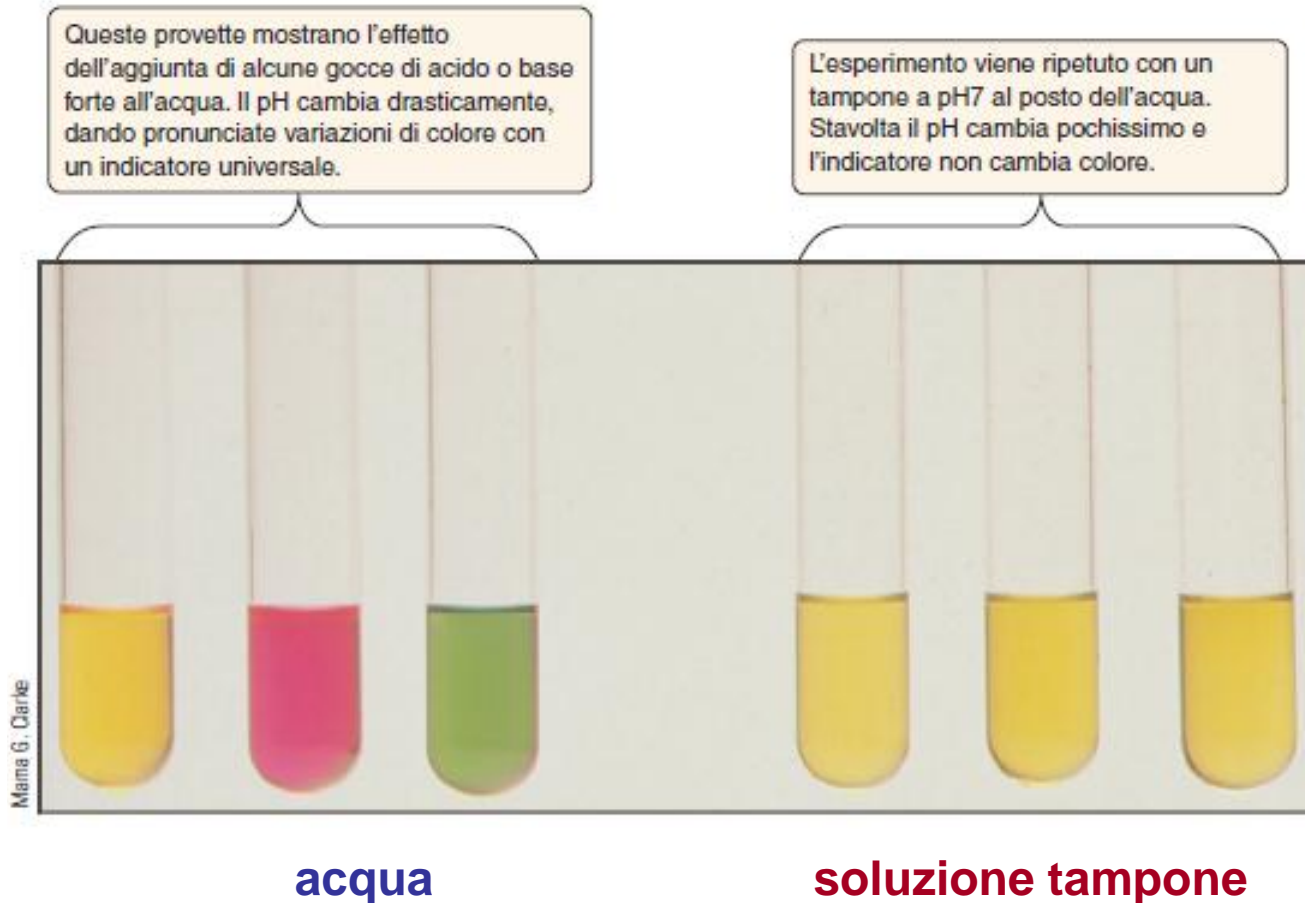 Queste provette mostrano l'effetto
dell'aggiunta di alcune gocce di acido o base
forte all'acqua. Il pH cambia drasticamente,
dando pronunciate variazioni di colore con
un indicatore universale.
L'esperimento viene ripetuto con un
tampone a pH7 al posto dell'acqua.
Stavolta il pH cambia pochissimo e
l'indicatore non cambia colore.
Mama G. Clarke
acqua
soluzione tampone